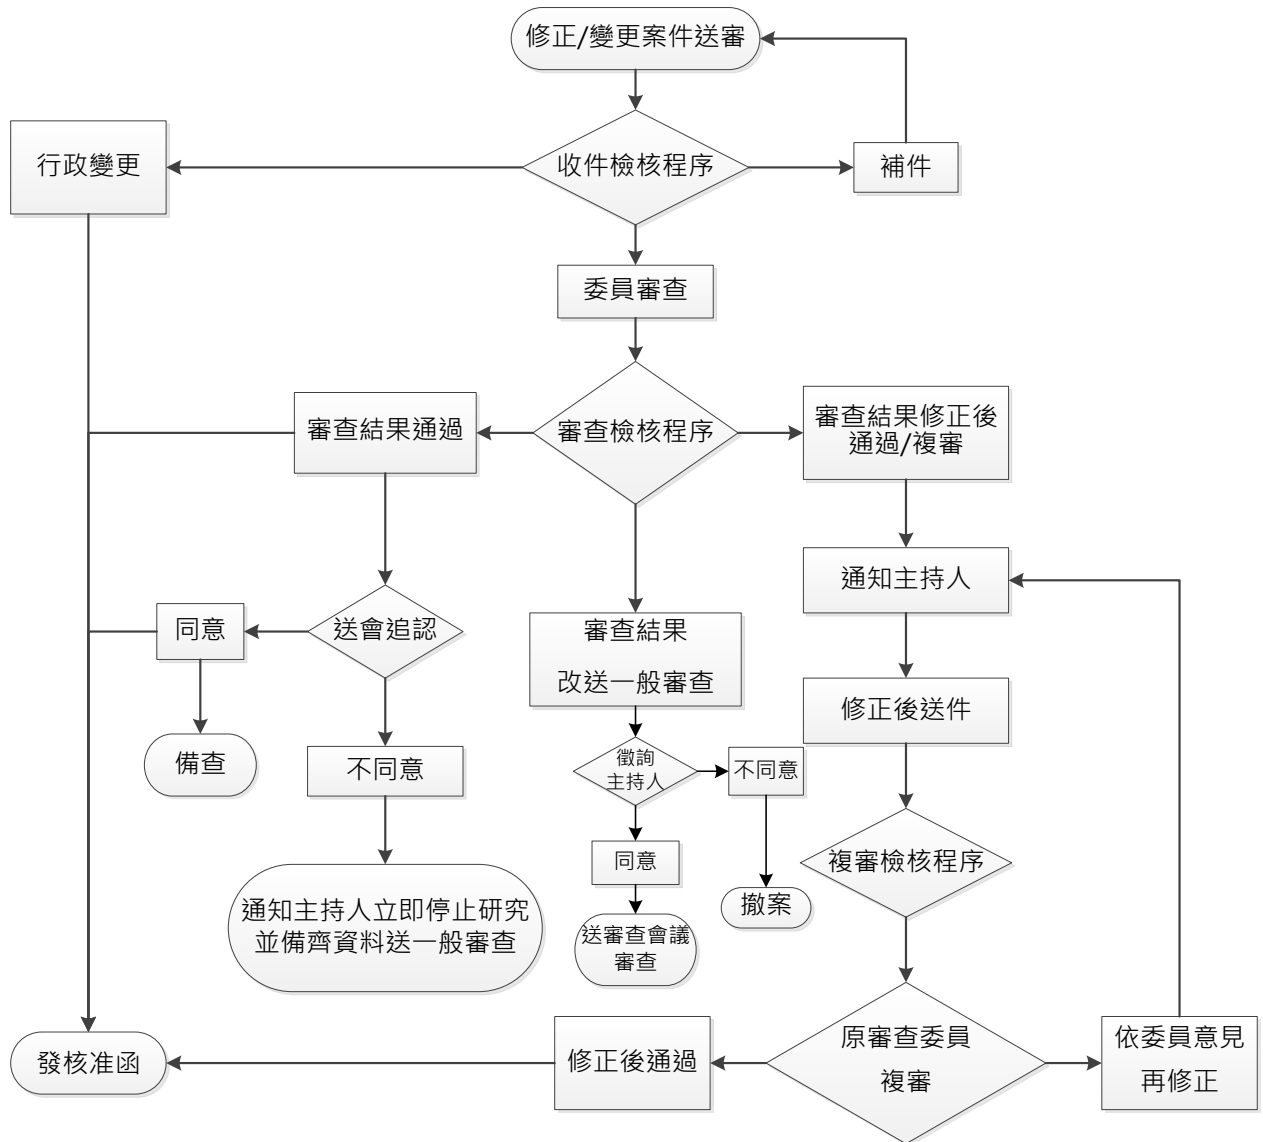 修正/變更案件送審
行政變更
收件檢核程序
補件
委員審查
審查結果通過
審查檢核程序
審查結果修正後
通過/複審
通知主持人
同意
送會追認
審查結果
改送一般審查
修正後送件
備查
不同意
徵詢
主持人
不同意
同意
複審檢核程序
通知主持人立即停止研究
並備齊資料送一般審查
送審查會議
審查
撤案
發核准函
修正後通過
原審查委員
複審
依委員意見
再修正